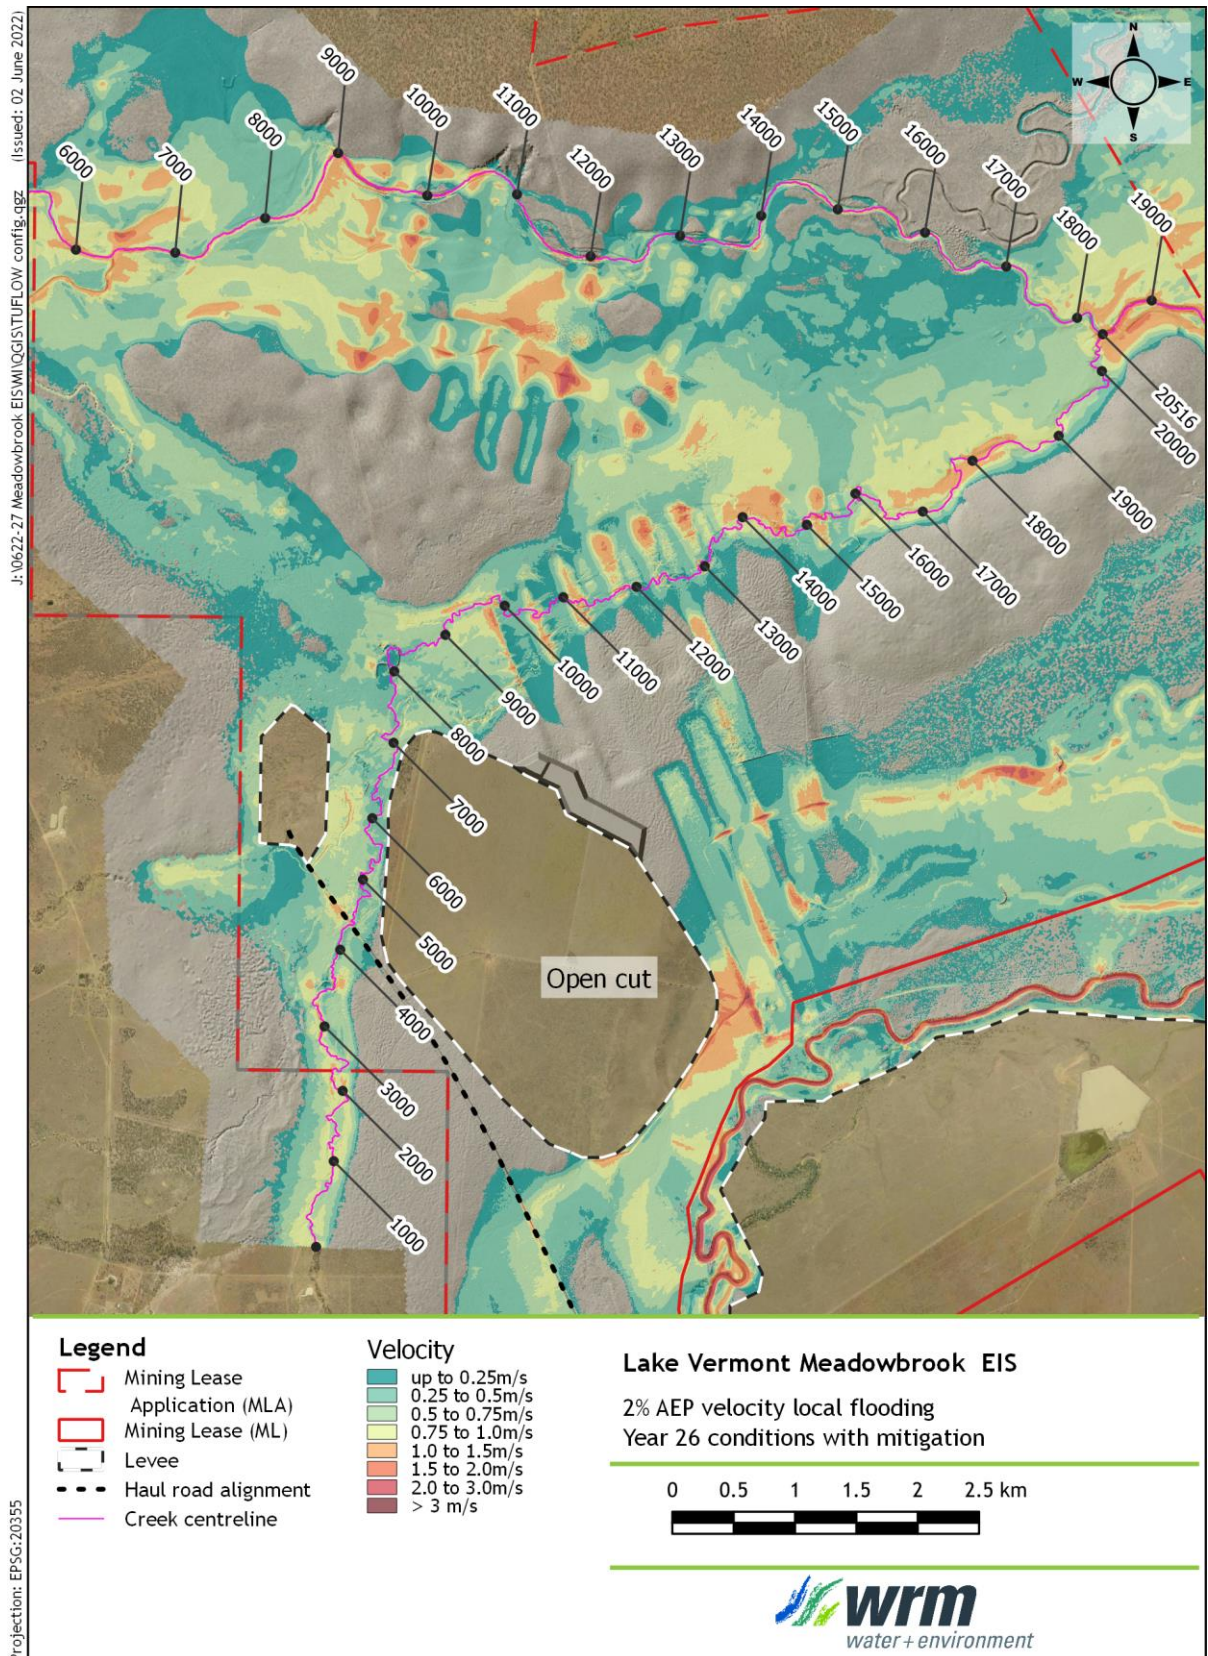 J:\0622-27 Meadowbrook EIS\WI\QGIS\TUFLOW config.qgz (Issued: 02 June 2022)
Projection: EPSG:20355
N
W
E
S
6000
7000
8000
9000
10000
11000
12000
13000
14000
15000
16000
17000
18000
19000
20516
20000
19000
18000
17000
16000
15000
14000
13000
12000
11000
10000
9000
8000
7000
6000
5000
4000
3000
2000
1000
Open cut
Legend
Mining Lease
Application (MLA)
Mining Lease (ML)
Levee
Haul road alignment
Creek centreline
Velocity
up to 0.25m/s
0.25 to 0.5m/s
0.5 to 0.75m/s
0.75 to 1.0m/s
1.0 to 1.5m/s
1.5 to 2.0m/s
2.0 to 3.0m/s
> 3 m/s
Lake Vermont Meadowbrook EIS
2% AEP velocity local flooding
Year 26 conditions with mitigation
0 0.5 1 1.5 2 2.5 km
wrm
water + environment